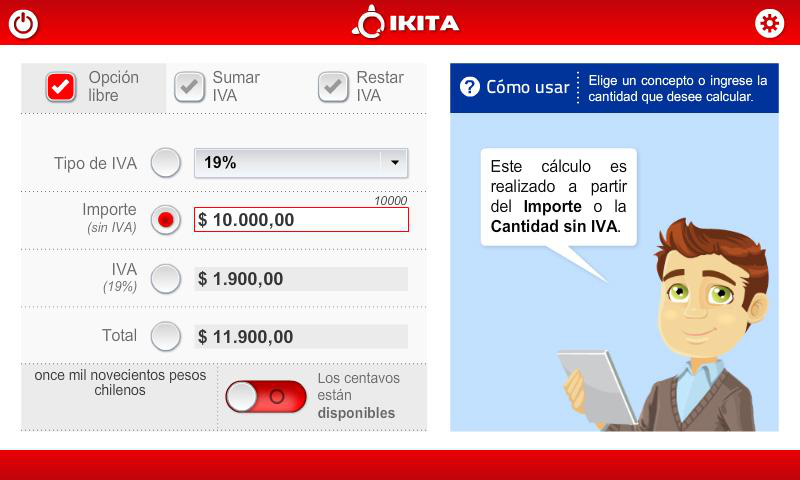 IKITA
Opción
libre
Sumar
IVA
Restar
IVA
Tipo de IVA
19%
Importe
(sin IVA)
10000
$ 10.000,00
IVA
(19%)
$ 1.900,00
Total
$ 11.900,00
once mil novecientos pesos
chilenos
Los centavos
están
disponibles
? Cómo usar
Elige un concepto o ingrese la
cantidad que desee calcular.
Este cálculo es
realizado a partir
del Importe o la
Cantidad sin IVA.